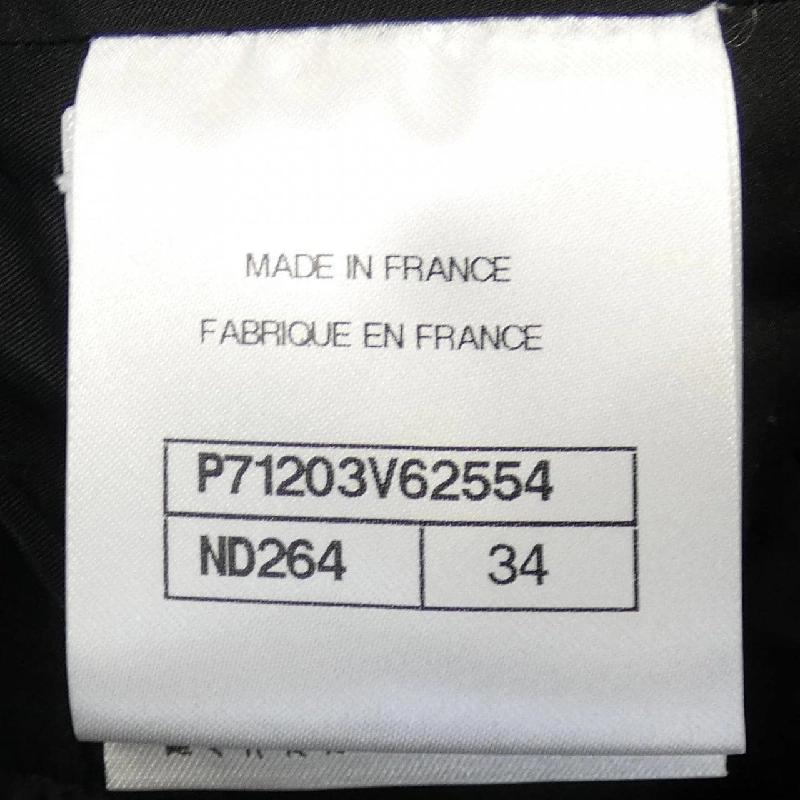 MADE IN FRANCE
FABRIQUE EN FRANCE
P71203V62554
ND264 34